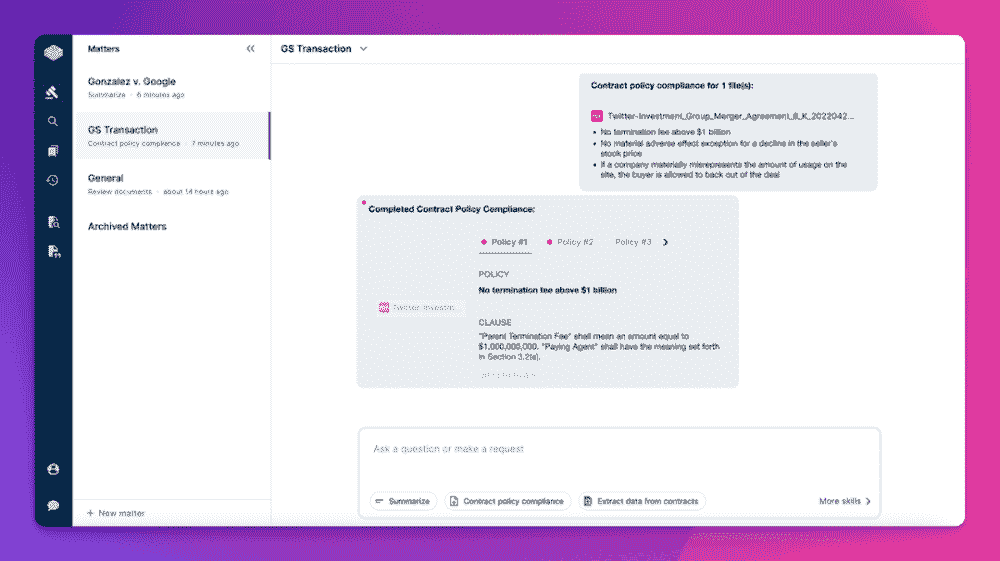 Matters
Gonzalez v. Google
Summarize · 6 minutes ago
GS Transaction
Contract policy compliance · 7 minutes ago
General
Review documents · about 14 hours ago
Archived Matters
+ New matter
GS Transaction
Contract policy compliance for 1 file(s):
Twitter-Investment_Group_Merger_Agreement_8_K_2022042...
• No termination fee above $1 billion
• No material adverse effect exception for a decline in the seller's
stock price
• If a company materially misrepresents the amount of usage on the
site, the buyer is allowed to back out of the deal
Completed Contract Policy Compliance:
Policy #1
Policy #2
Policy #3
Twitter-Investm...
POLICY
No termination fee above $1 billion
CLAUSE
"Parent Termination Fee" shall mean an amount equal to
$1,000,000,000. "Paying Agent" shall have the meaning set forth
in Section 3.2(a).
Ask a question or make a request
Summarize
Contract policy compliance
Extract data from contracts
More skills